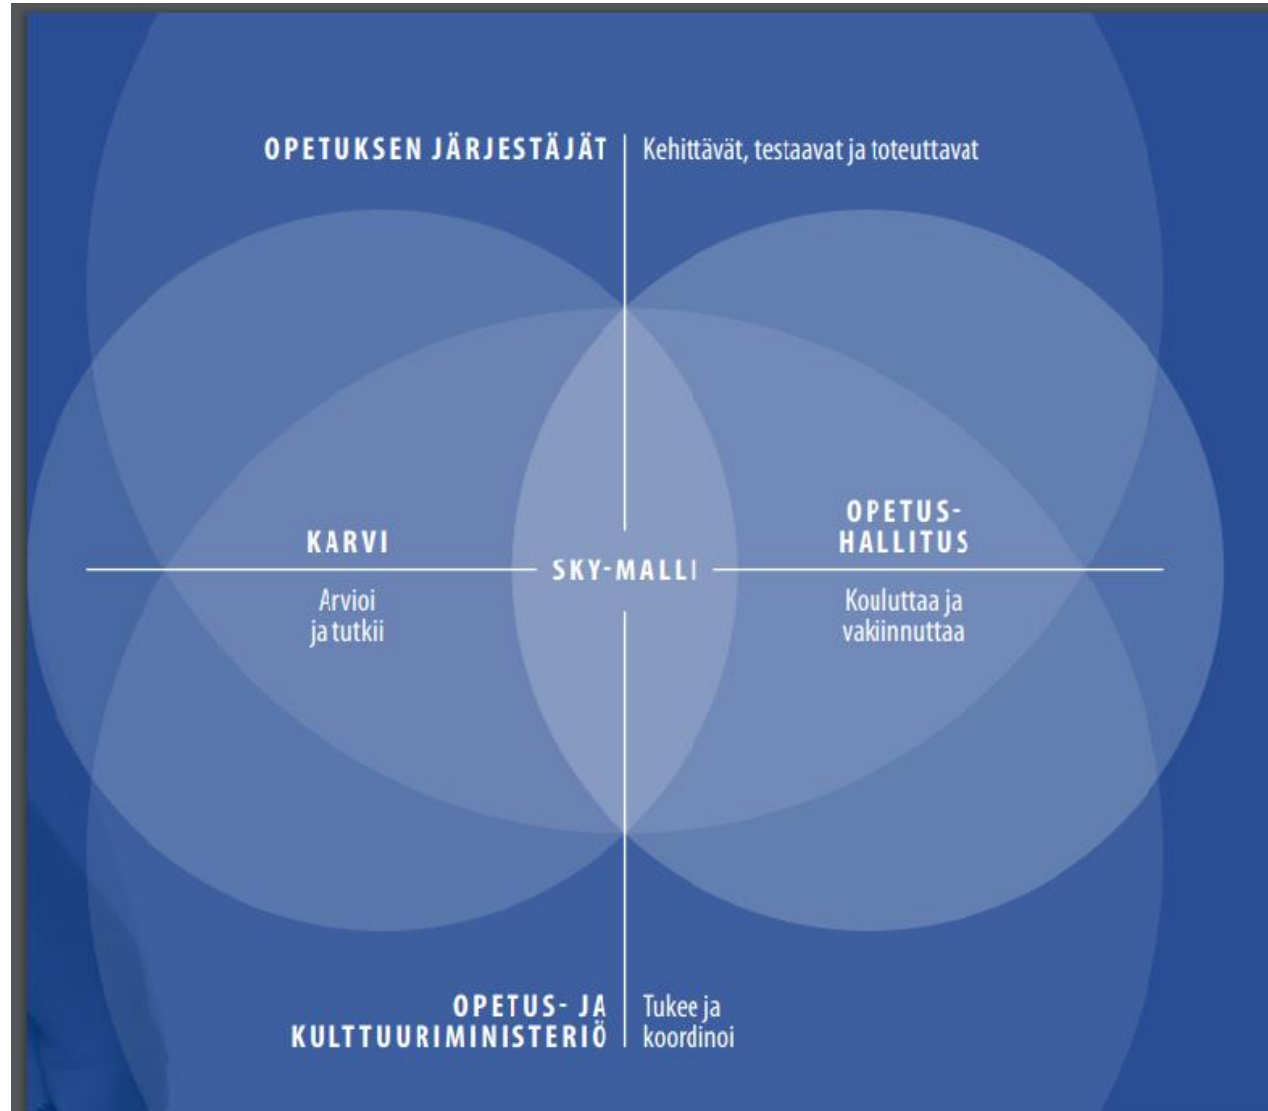 OPETUKSEN JÄRJESTÄJÄT
Kehittävät, testaavat ja toteuttavat
KARVI
Arvioi
ja tutkii
SKY-MALLI
OPETUS-
HALLITUS
Kouluttaa ja
vakiinnuttaa
OPETUS- JA
KULTTUURIMINISTERIÖ
Tukee ja
koordinoi